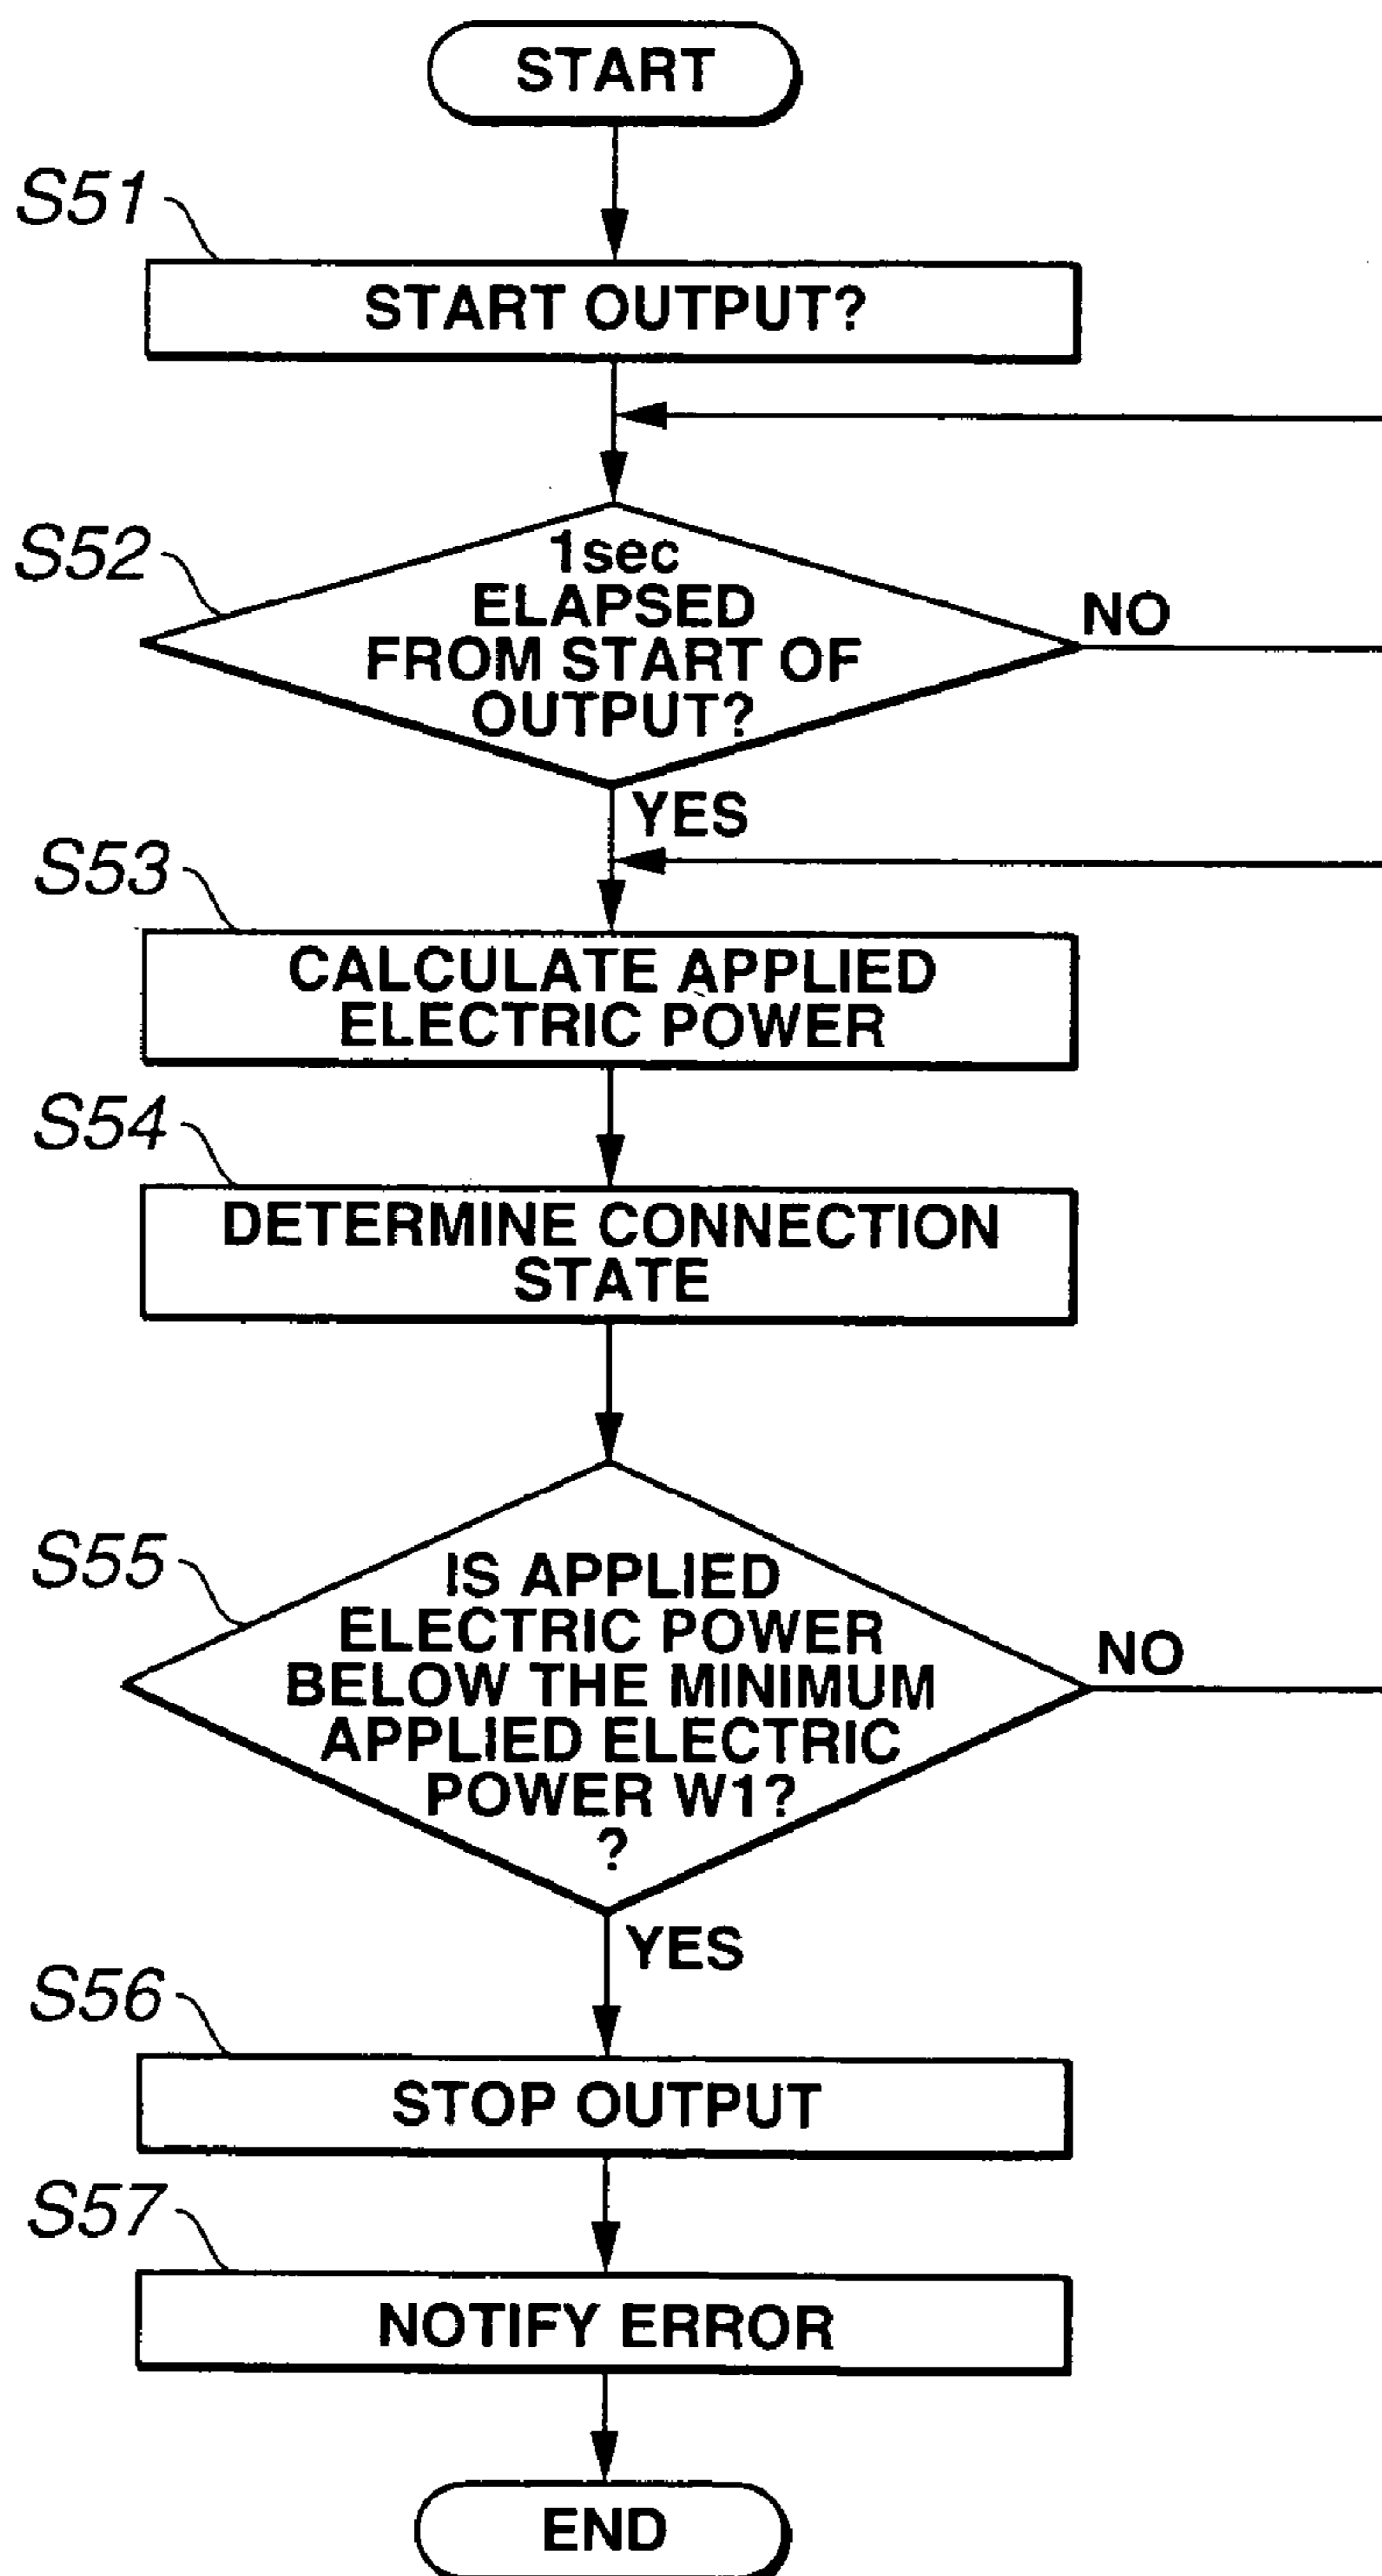 START
S51
START OUTPUT?
S52
1sec
ELAPSED
FROM START OF
OUTPUT?
NO
YES
S53
CALCULATE APPLIED
ELECTRIC POWER
S54
DETERMINE CONNECTION
STATE
S55
IS APPLIED
ELECTRIC POWER
BELOW THE MINIMUM
APPLIED ELECTRIC
POWER W1?
?
NO
YES
S56
STOP OUTPUT
S57
NOTIFY ERROR
END